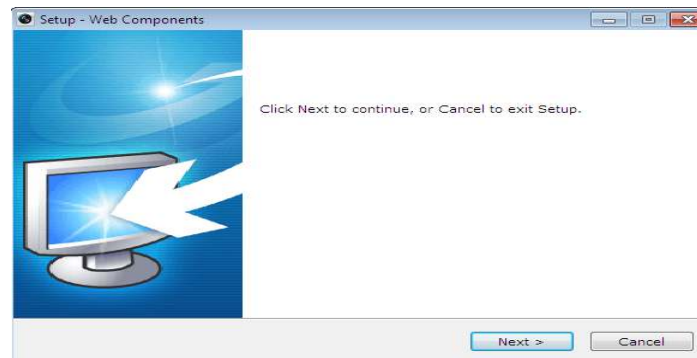 Setup - Web Components
Click Next to continue, or Cancel to exit Setup.
Next >
Cancel